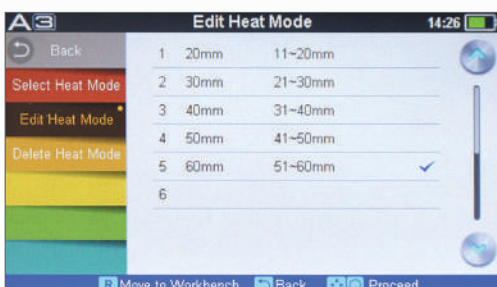 A3 Edit Heat Mode 14:26
Back
Select Heat Mode
Edit Heat Mode
Delete Heat Mode
1 20mm 11~20mm
2 30mm 21~30mm
3 40mm 31~40mm
4 50mm 41~50mm
5 60mm 51~60mm
6
R Move to Workbench Back Proceed